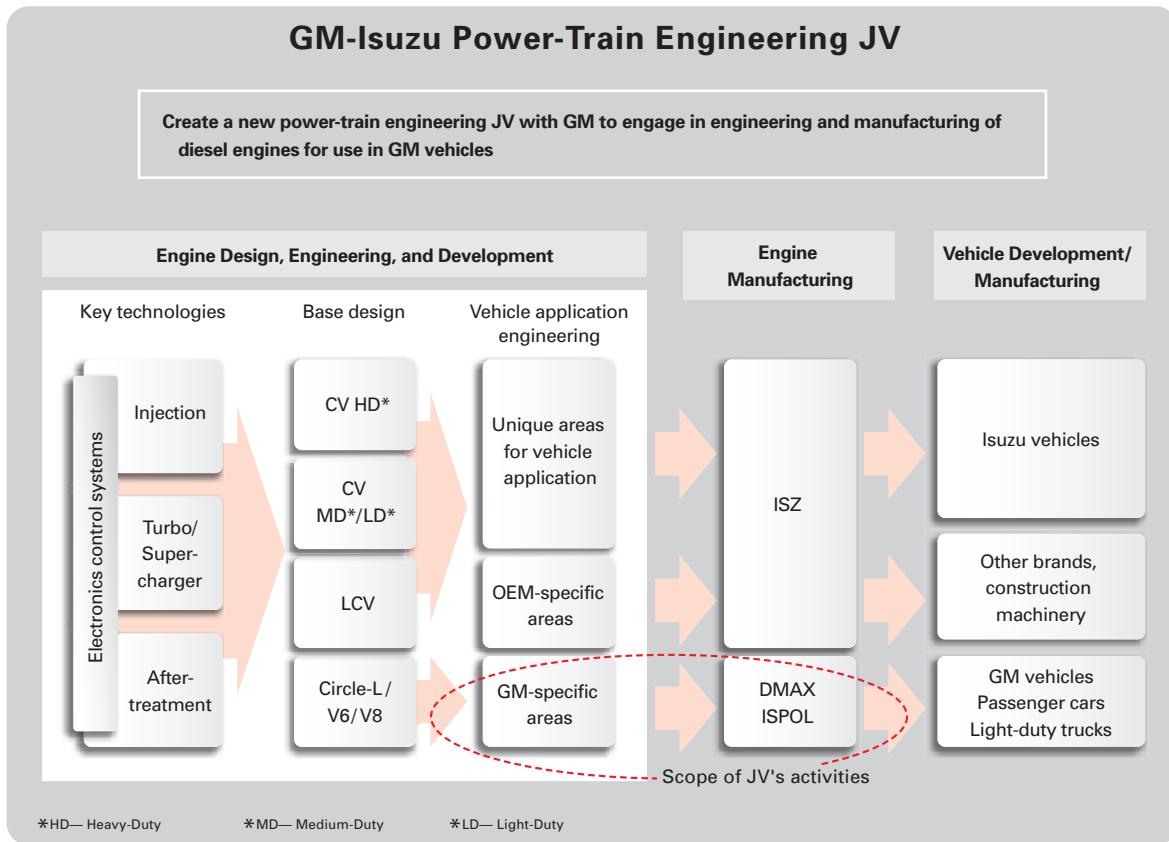 GM-Isuzu Power-Train Engineering JV
Create a new power-train engineering JV with GM to engage in engineering and manufacturing of
diesel engines for use in GM vehicles
Engine Design, Engineering, and Development
Engine
Manufacturing
Vehicle Development/
Manufacturing
Key technologies
Base design
Vehicle application
engineering
Electronics control systems
Injection
Turbo/
Super-
charger
After-
treatment
CV HD*
CV
MD*/LD*
LCV
Circle-L /
V6/ V8
Unique areas
for vehicle
application
OEM-specific
areas
GM-specific
areas
ISZ
DMAX
ISPOL
Isuzu vehicles
Other brands,
construction
machinery
GM vehicles
Passenger cars
Light-duty trucks
Scope of JV's activities
*HD— Heavy-Duty
*MD— Medium-Duty
*LD— Light-Duty